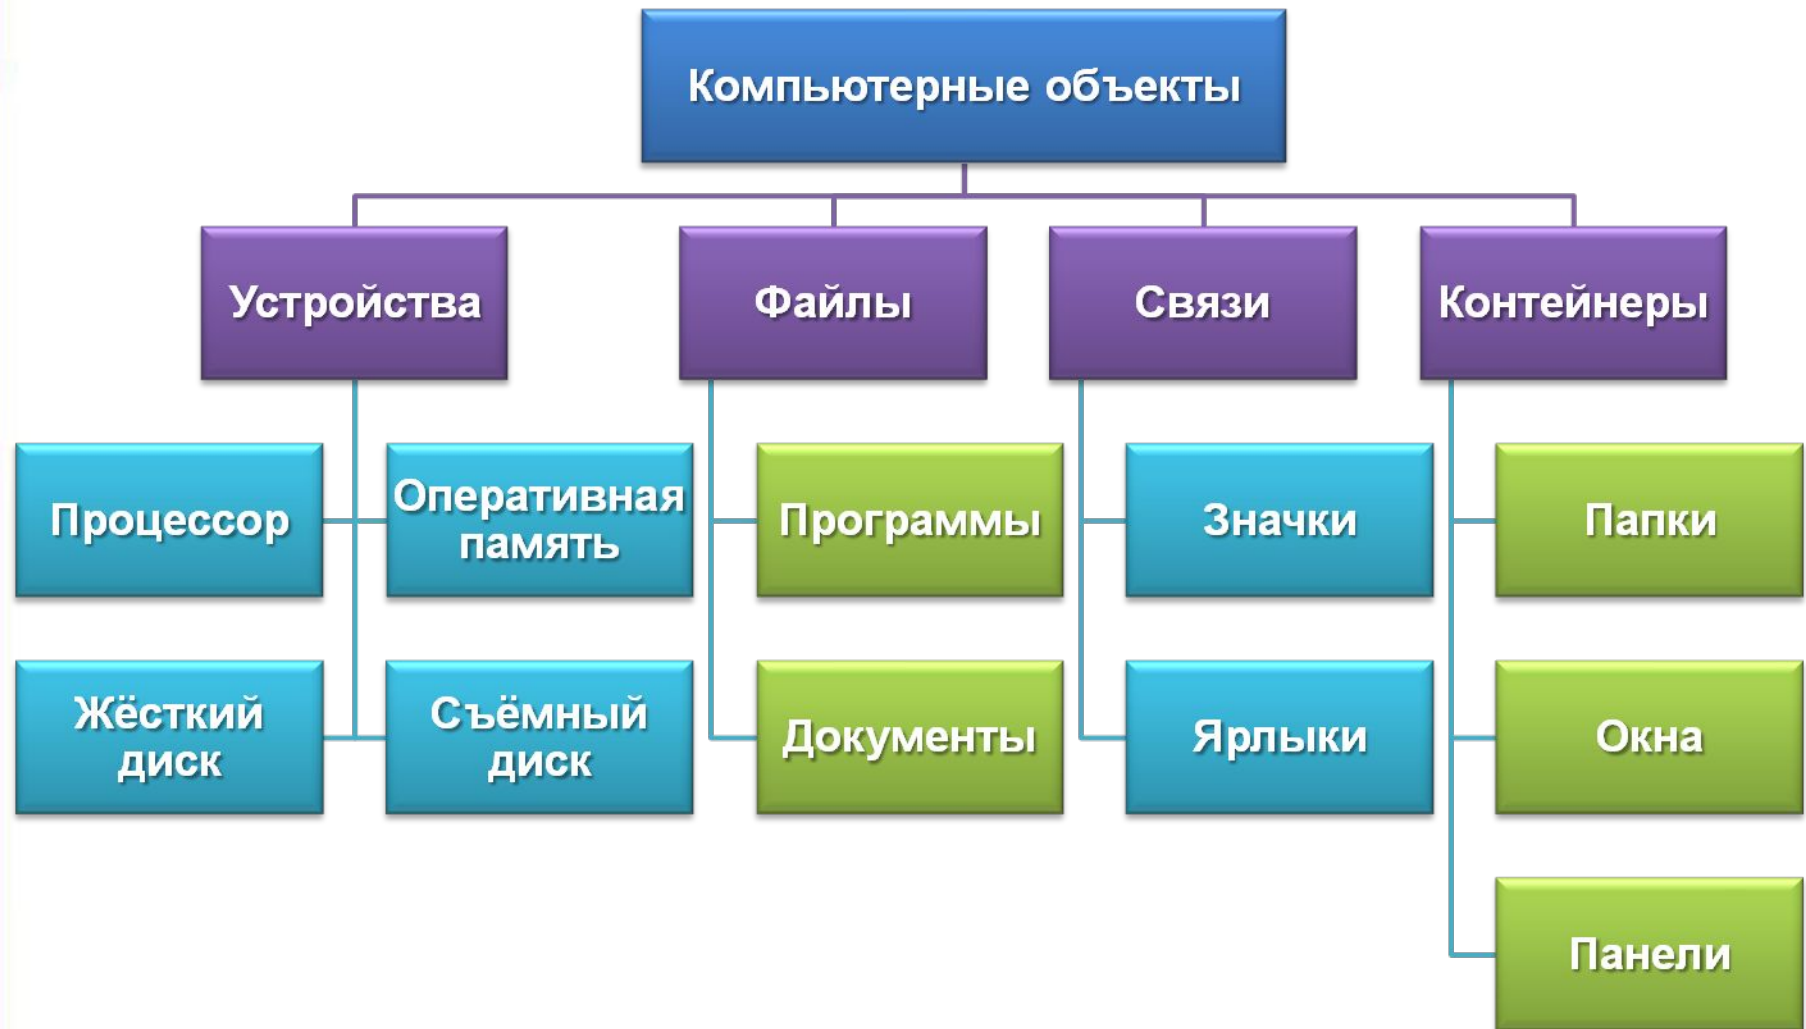 Компьютерные объекты
Устройства
Файлы
Связи
Контейнеры
Процессор
Оперативная
память
Программы
Значки
Папки
Жёсткий
диск
Съёмный
диск
Документы
Ярлыки
Окна
Панели